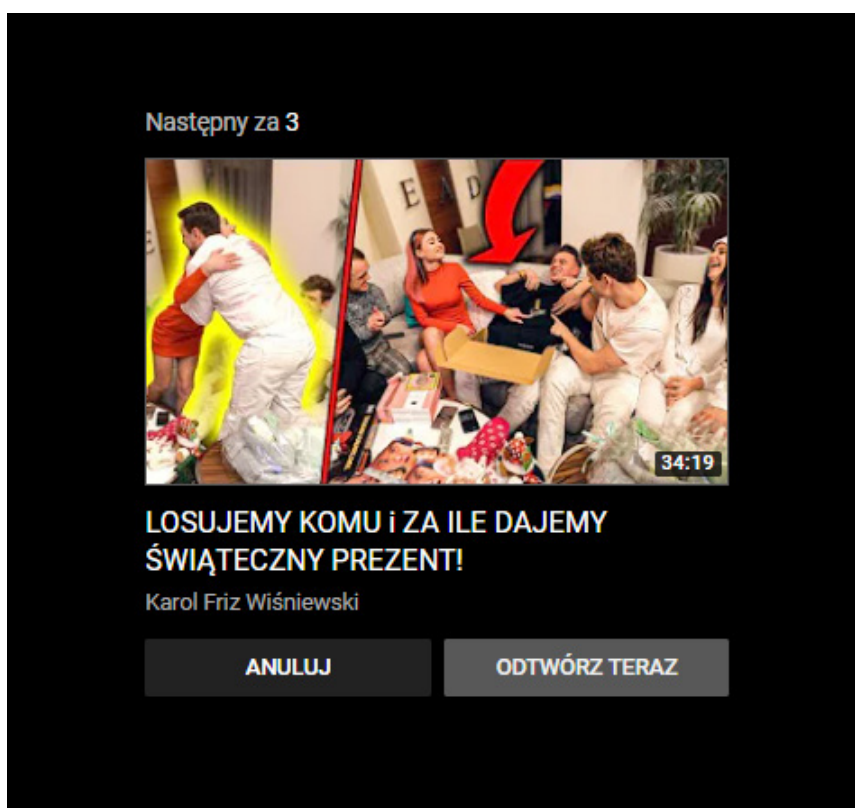 Następny za 3
E A D
34:19
LOSUJEMY KOMU i ZA ILE DAJEMY
ŚWIĄTECZNY PREZENT!
Karol Friz Wiśniewski
ANULUJ
ODTWÓRZ TERAZ